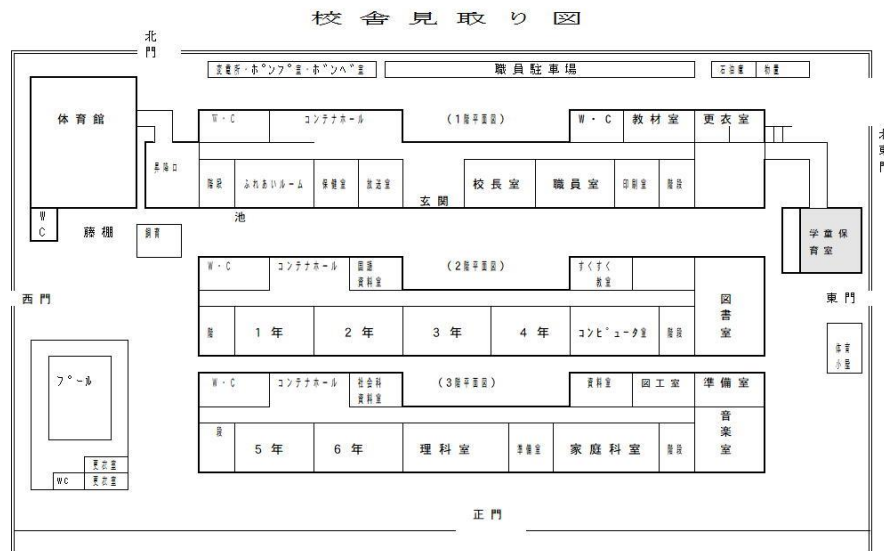 校舎見取り図
北門
変電所・ポンプ室・ボンベ室
職員駐車場
石油庫
物置
体育館
W・C
コンテナホール
(1階平面図)
W・C
教材室
更衣室
北東門
昇降口
階段
ふれあいルーム
保健室
放送室
玄関
校長室
職員室
印刷室
階段
WC
藤棚
飼育
池
学童保育室
W・C
コンテナホール
国語資料室
(2階平面図)
すくすく教室
図書室
西門
東門
階
1年
2年
3年
4年
コンピュータ室
階段
体育小屋
プール
W・C
コンテナホール
社会科資料室
(3階平面図)
資料室
図工室
準備室
段
5年
6年
理科室
準備室
家庭科室
階段
音楽室
更衣室
WC
更衣室
正門